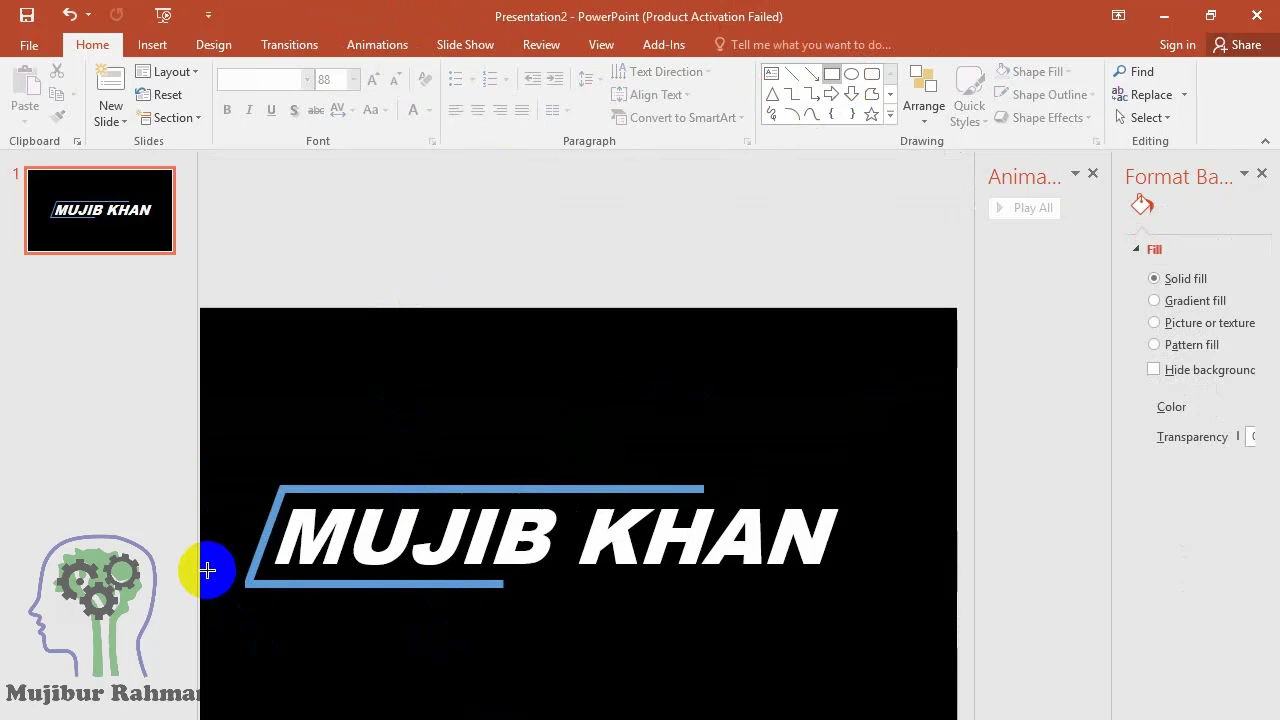 Presentation2 - PowerPoint (Product Activation Failed)
File Home Insert Design Transitions Animations Slide Show Review View Add-Ins Tell me what you want to do... Sign in Share
Paste
Clipboard
New Slide
Layout
Reset
Section
Slides
88
B I U S abc AV Aa A
Font
Text Direction
Align Text
Convert to SmartArt
Paragraph
Arrange
Quick Styles
Shape Fill
Shape Outline
Shape Effects
Drawing
Find
Replace
Select
Editing
1
MUJIB KHAN
MUJIB KHAN
Mujibur Rahman
Anima...
Play All
Format Ba...
Fill
Solid fill
Gradient fill
Picture or texture
Pattern fill
Hide background
Color
Transparency